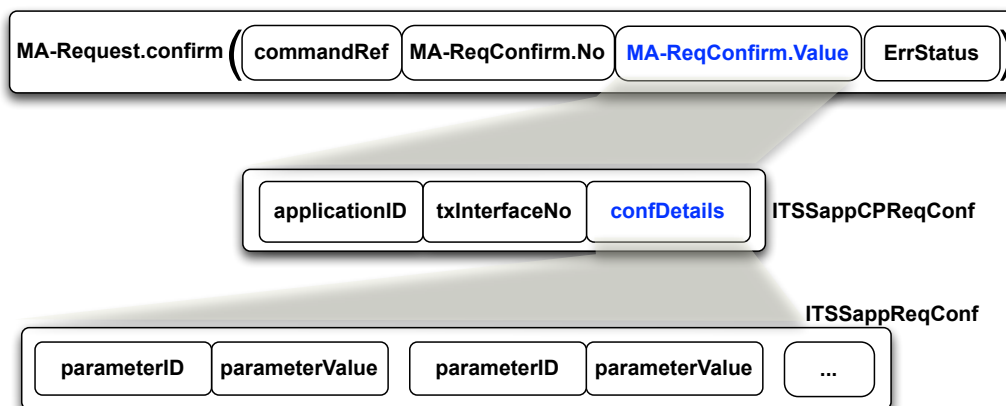 MA-Request.confirm ( commandRef MA-ReqConfirm.No MA-ReqConfirm.Value ErrStatus )
applicationID txInterfaceNo confDetails ITSSappCPReqConf
ITSSappReqConf
parameterID parameterValue parameterID parameterValue ...